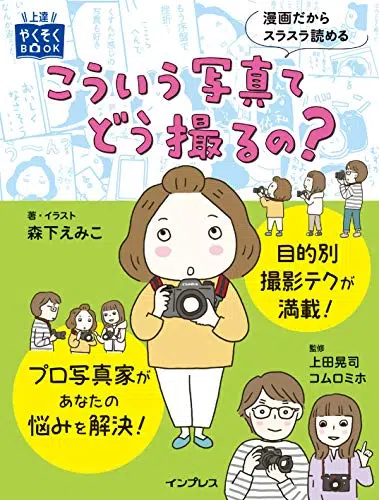 上達
やくそく
BOOK
漫画だから
スラスラ読める
こういう写真て
どう撮るの?
著・イラスト
森下えみこ
目的別
撮影テクが
満載!
プロ写真家が
あなたの
悩みを解決!
監修
上田晃司
コムロミホ
インプレス